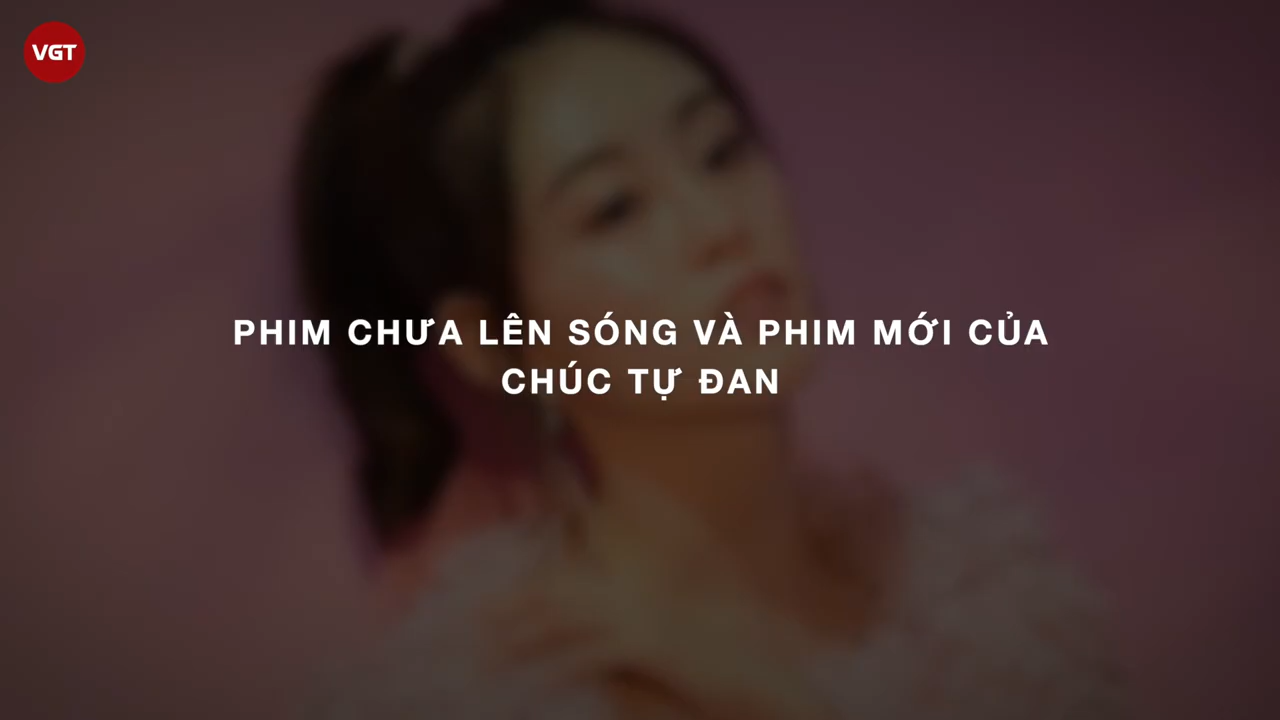 VGT
PHIM CHƯA LÊN SÓNG VÀ PHIM MỚI CỦA
CHÚC TỰ ĐAN